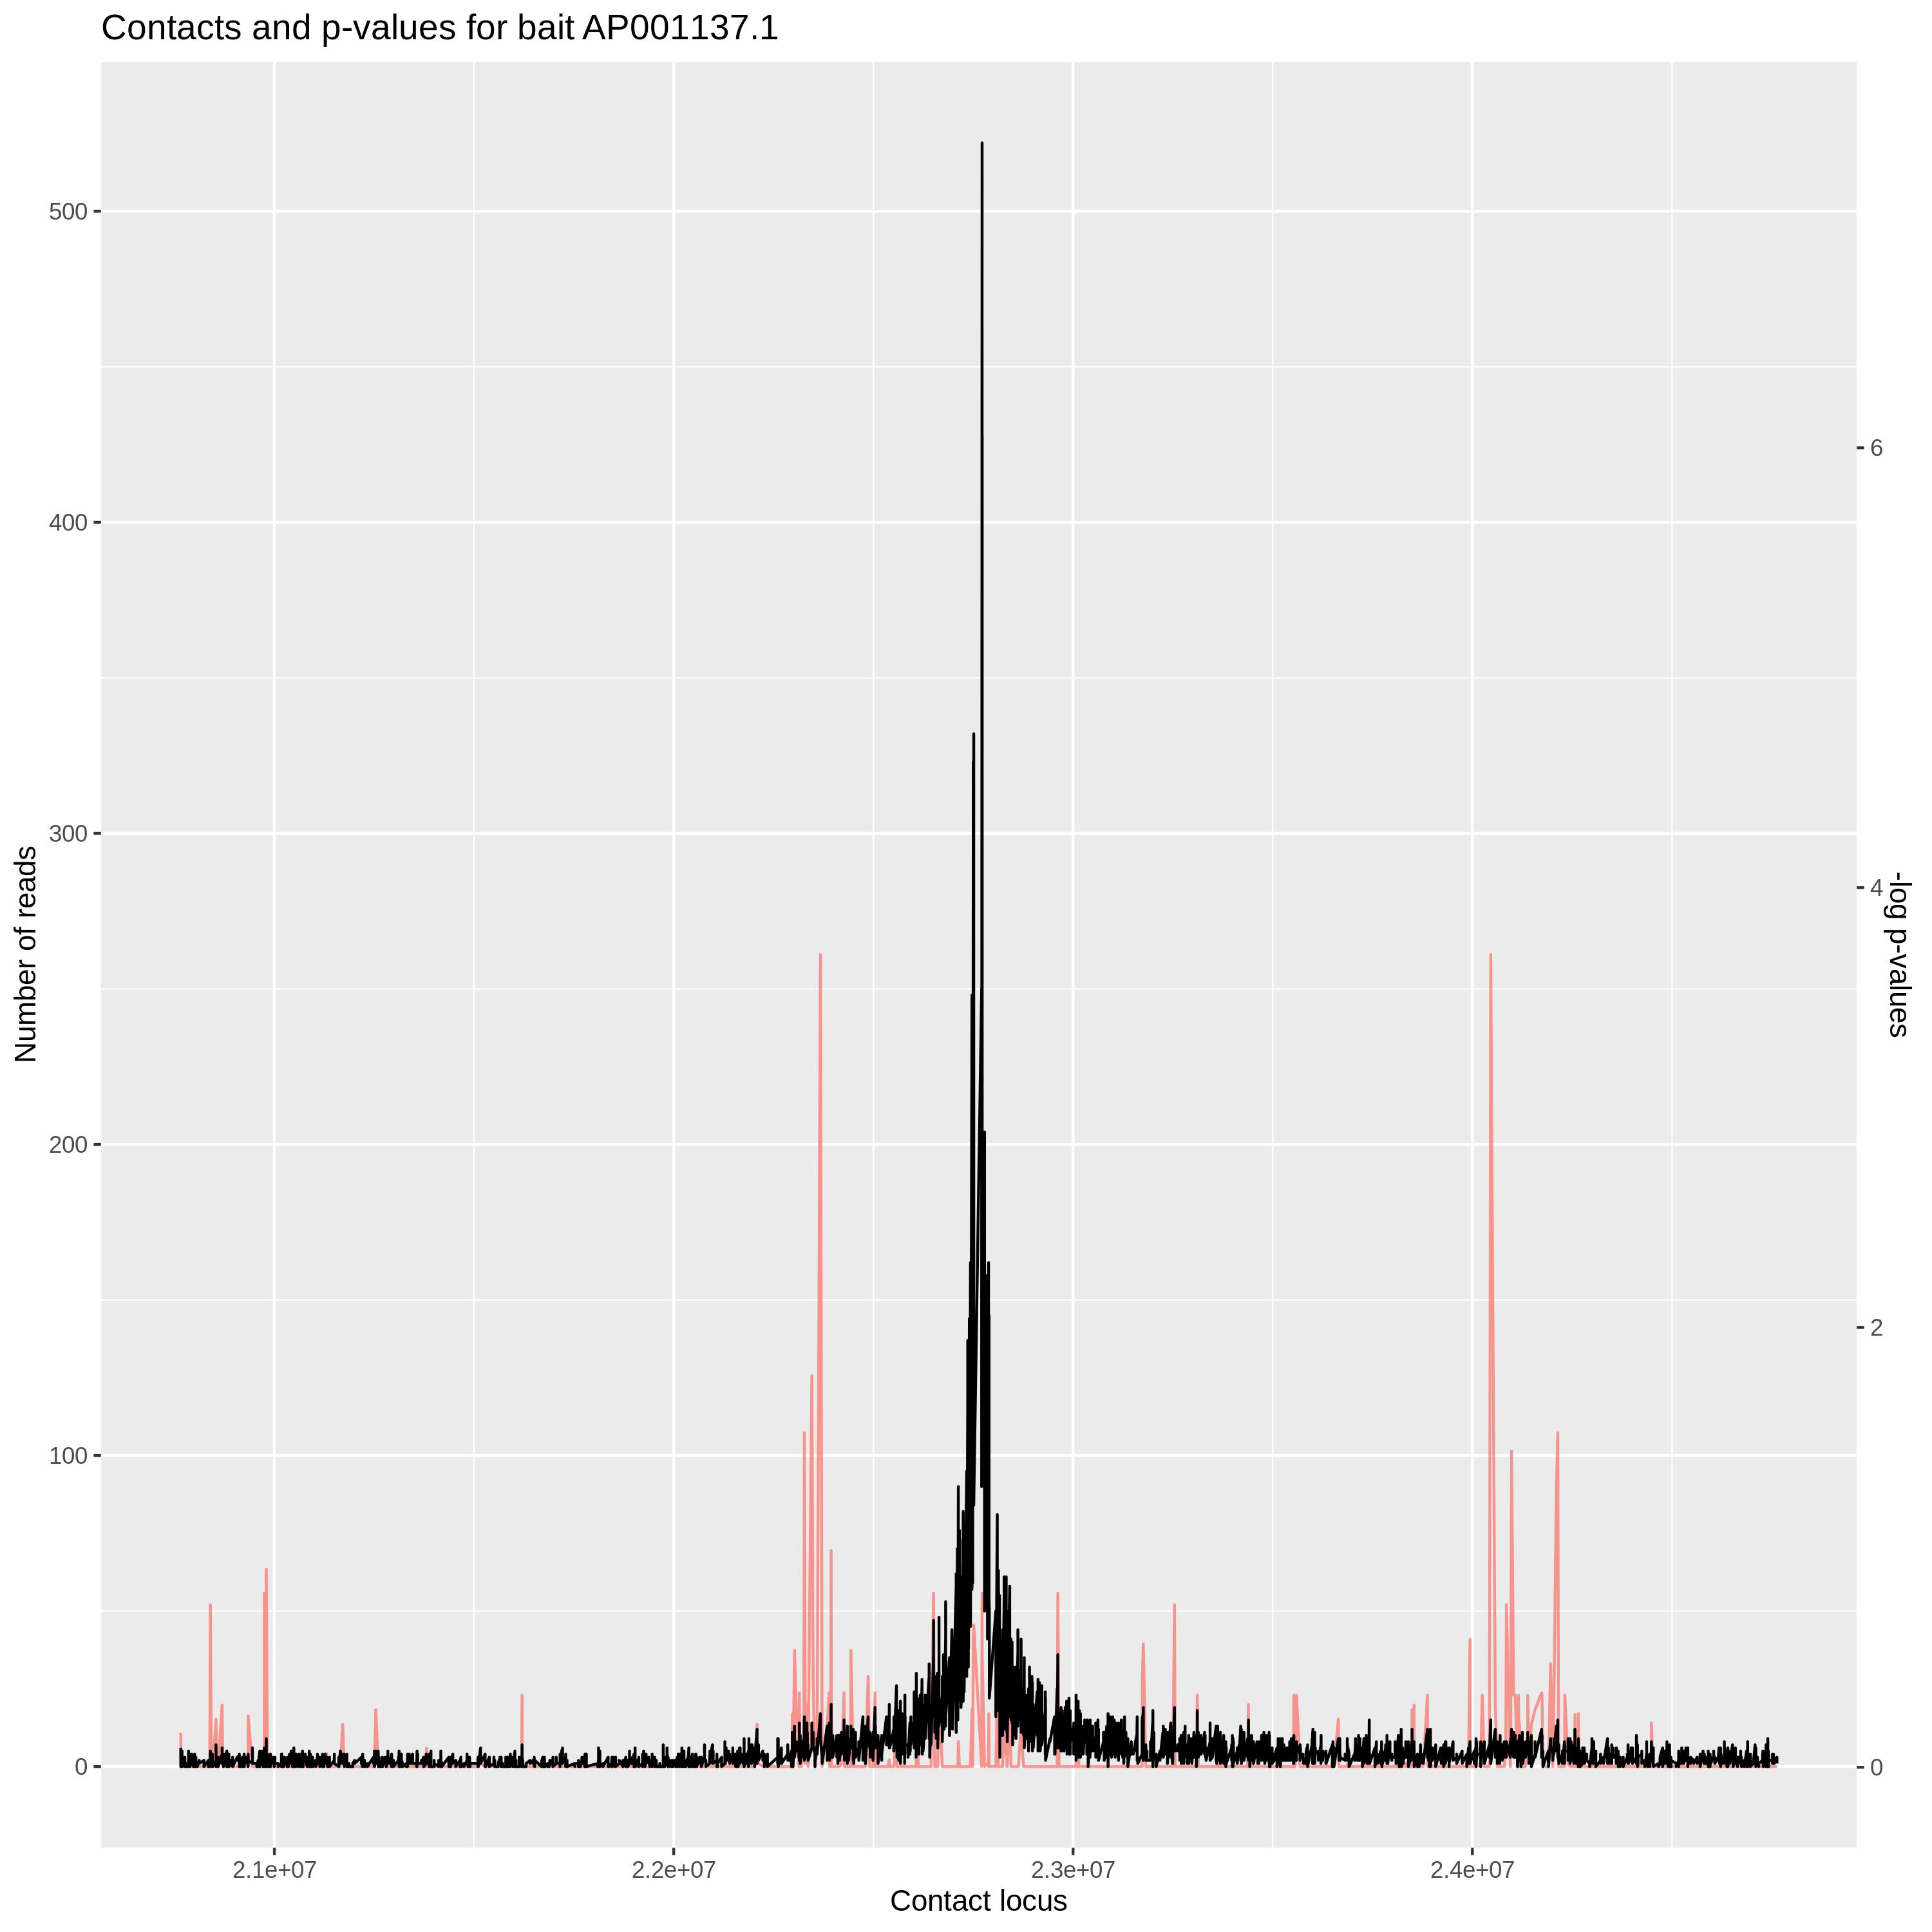 Contacts and p-values for bait AP001137.1
Number of reads
500
400
300
200
100
0
6
4
2
0
-log p-values
2.1e+07
2.2e+07
2.3e+07
2.4e+07
Contact locus